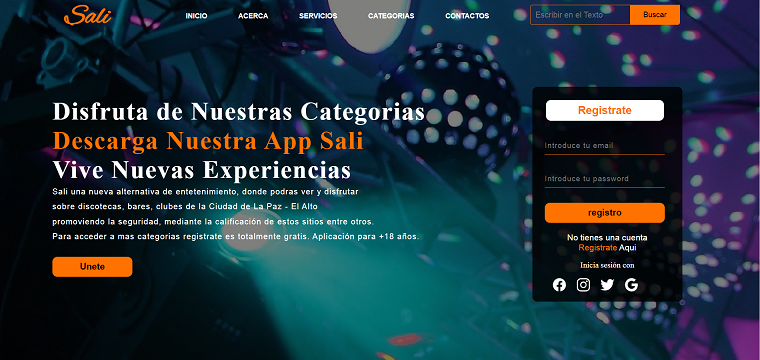 Sali
INICIO
ACERCA
SERVICIOS
CATEGORIAS
CONTACTOS
Escribir en el Texto
Buscar
Disfruta de Nuestras Categorias
Descarga Nuestra App Sali
Vive Nuevas Experiencias
Sali una nueva alternativa de entetenimiento, donde podras ver y disfrutar
sobre discotecas, bares, clubes de la Ciudad de La Paz - El Alto
promoviendo la seguridad, mediante la calificación de estos sitios entre otros.
Para acceder a mas categorias registrate es totalmente gratis. Aplicación para +18 años.
Unete
Registrate
Introduce tu email
Introduce tu password
registro
No tienes una cuenta
Registrate Aqui
Inicia sesión con